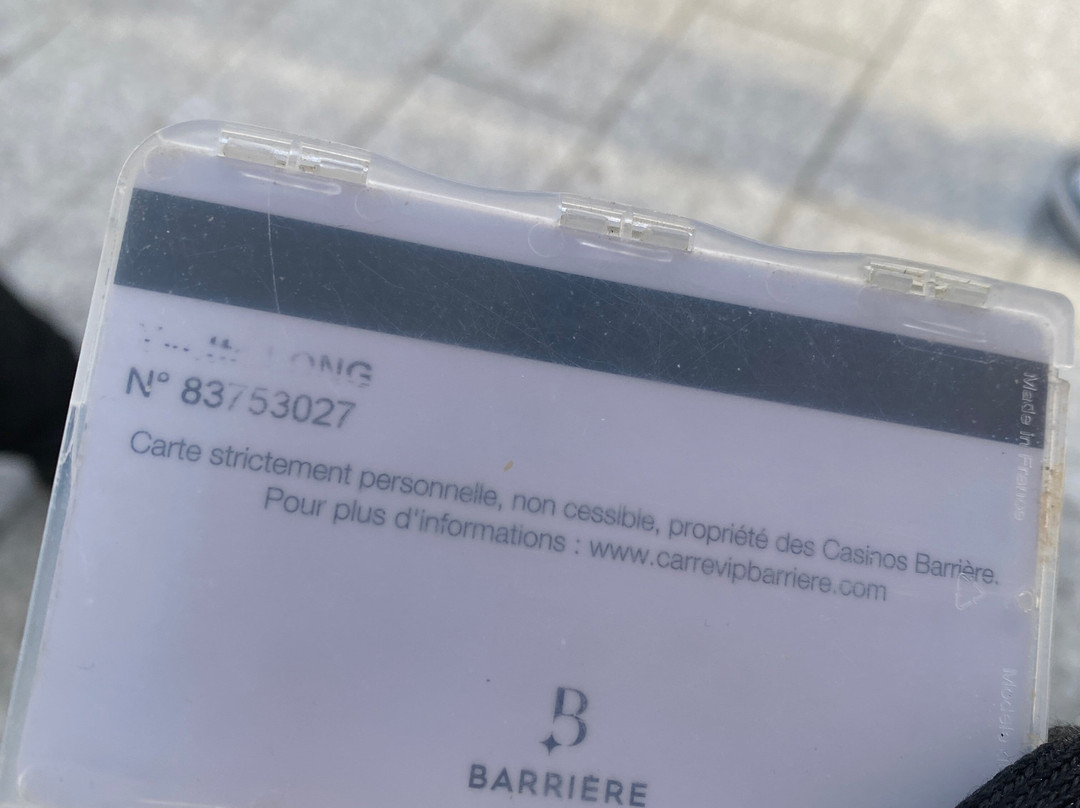 LONG
N° 83753027
Carte strictement personnelle, non cessible, propriété des Casinos Barrière.
Pour plus d'informations : www.carrevipbarriere.com
B
BARRIÈRE
Made in France